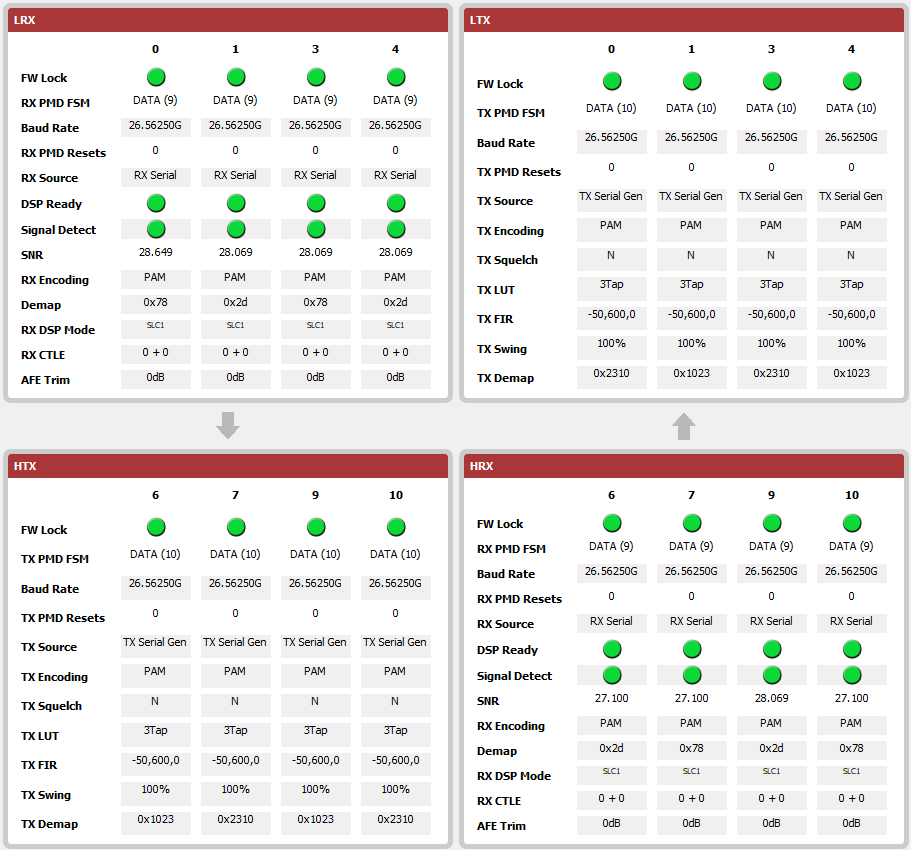 LRX
0 1 3 4
FW Lock
RX PMD FSM DATA (9) DATA (9) DATA (9) DATA (9)
Baud Rate 26.56250G 26.56250G 26.56250G 26.56250G
RX PMD Resets 0 0 0 0
RX Source RX Serial RX Serial RX Serial RX Serial
DSP Ready
Signal Detect
SNR 28.649 28.069 28.069 28.069
RX Encoding PAM PAM PAM PAM
Demap 0x78 0x2d 0x78 0x2d
RX DSP Mode SLC1 SLC1 SLC1 SLC1
RX CTLE 0 + 0 0 + 0 0 + 0 0 + 0
AFE Trim 0dB 0dB 0dB 0dB
LTX
0 1 3 4
FW Lock
TX PMD FSM DATA (10) DATA (10) DATA (10) DATA (10)
Baud Rate 26.56250G 26.56250G 26.56250G 26.56250G
TX PMD Resets 0 0 0 0
TX Source TX Serial Gen TX Serial Gen TX Serial Gen TX Serial Gen
TX Encoding PAM PAM PAM PAM
TX Squelch N N N N
TX LUT 3Tap 3Tap 3Tap 3Tap
TX FIR -50,600,0 -50,600,0 -50,600,0 -50,600,0
TX Swing 100% 100% 100% 100%
TX Demap 0x2310 0x1023 0x2310 0x1023
HTX
6 7 9 10
FW Lock
TX PMD FSM DATA (10) DATA (10) DATA (10) DATA (10)
Baud Rate 26.56250G 26.56250G 26.56250G 26.56250G
TX PMD Resets 0 0 0 0
TX Source TX Serial Gen TX Serial Gen TX Serial Gen TX Serial Gen
TX Encoding PAM PAM PAM PAM
TX Squelch N N N N
TX LUT 3Tap 3Tap 3Tap 3Tap
TX FIR -50,600,0 -50,600,0 -50,600,0 -50,600,0
TX Swing 100% 100% 100% 100%
TX Demap 0x1023 0x2310 0x1023 0x2310
HRX
6 7 9 10
FW Lock
RX PMD FSM DATA (9) DATA (9) DATA (9) DATA (9)
Baud Rate 26.56250G 26.56250G 26.56250G 26.56250G
RX PMD Resets 0 0 0 0
RX Source RX Serial RX Serial RX Serial RX Serial
DSP Ready
Signal Detect
SNR 27.100 27.100 28.069 27.100
RX Encoding PAM PAM PAM PAM
Demap 0x2d 0x78 0x2d 0x78
RX DSP Mode SLC1 SLC1 SLC1 SLC1
RX CTLE 0 + 0 0 + 0 0 + 0 0 + 0
AFE Trim 0dB 0dB 0dB 0dB